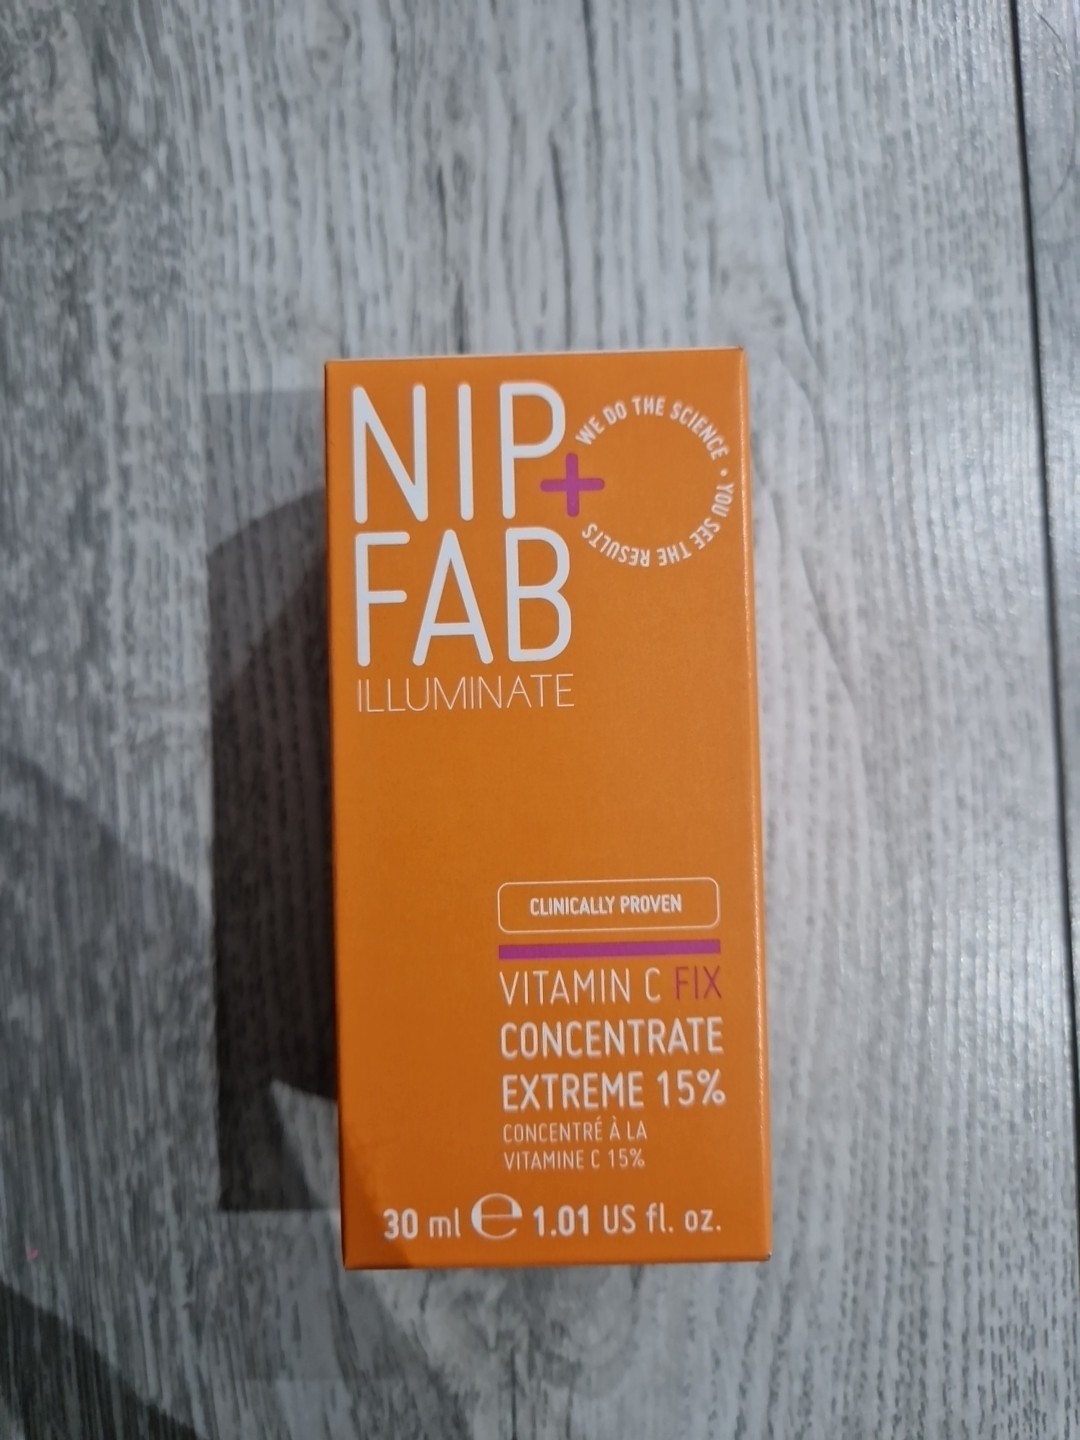 NIP+
FAB
ILLUMINATE
WE DO THE SCIENCE • YOU SEE THE RESULTS
CLINICALLY PROVEN
VITAMIN C FIX
CONCENTRATE
EXTREME 15%
CONCENTRÉ À LA
VITAMINE C 15%
30 ml ℮ 1.01 US fl. oz.